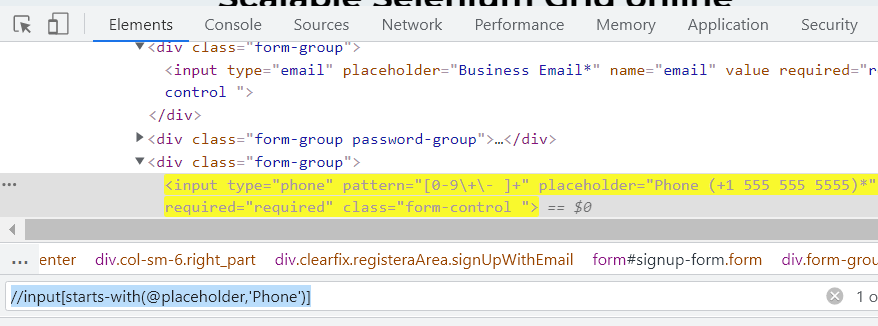 Scalable Selenium Grid online
Elements Console Sources Network Performance Memory Application Security
▼<div class="form-group">
<input type="email" placeholder="Business Email*" name="email" value required="r
control ">
</div>
▶<div class="form-group password-group">…</div>
▼<div class="form-group">
<input type="phone" pattern="[0-9\+\- ]+" placeholder="Phone (+1 555 555 5555)*"
required="required" class="form-control "> == $0
... enter div.col-sm-6.right_part div.clearfix.registeraArea.signUpWithEmail form#signup-form.form div.form-grou
//input[starts-with(@placeholder,'Phone')] 1 o